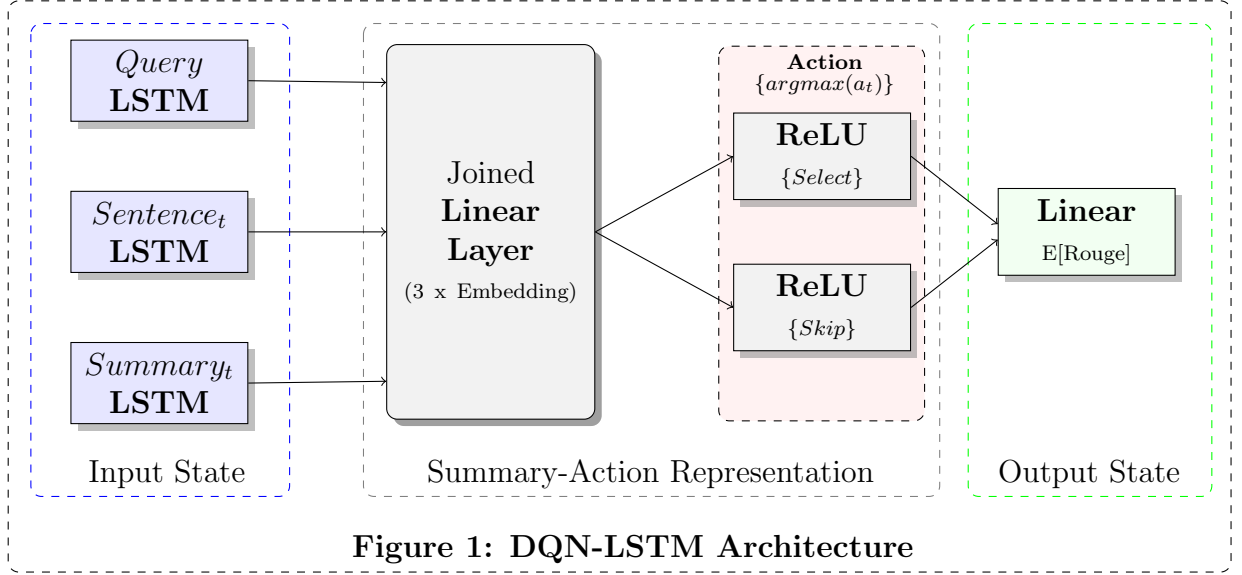 Query
LSTM
Sentence_t
LSTM
Summary_t
LSTM
Input State
Joined
Linear
Layer
(3 x Embedding)
Action
{argmax(a_t)}
ReLU
{Select}
ReLU
{Skip}
Summary-Action Representation
Linear
E[Rouge]
Output State
Figure 1: DQN-LSTM Architecture